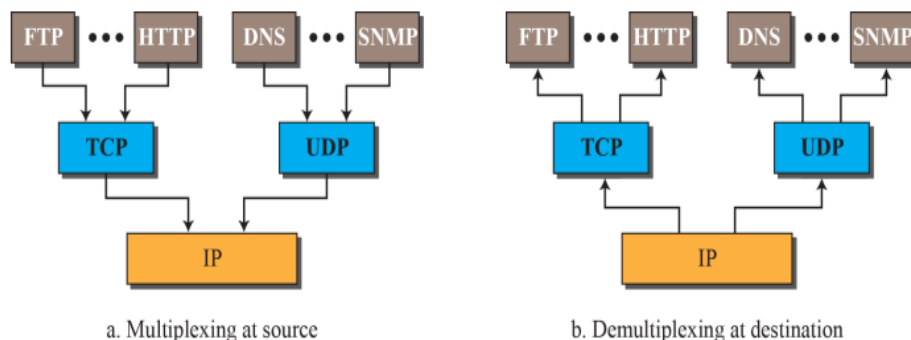 FTP ••• HTTP DNS ••• SNMP FTP ••• HTTP DNS ••• SNMP
TCP UDP TCP UDP
IP IP
a. Multiplexing at source b. Demultiplexing at destination